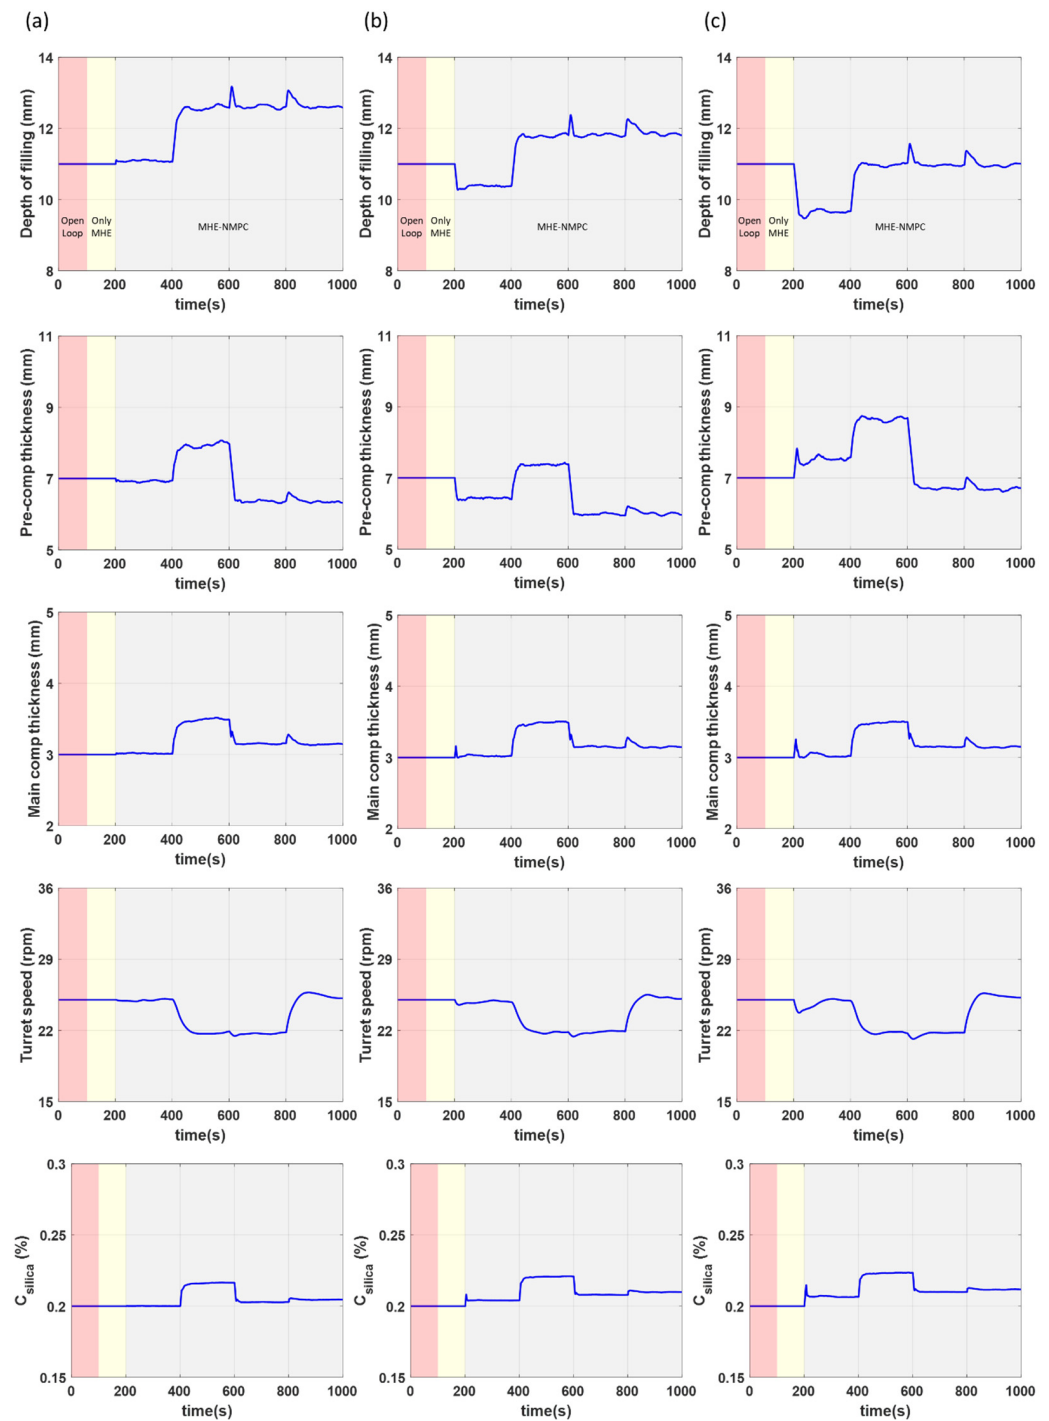 (a)
(b)
(c)
Depth of filling (mm)
14
12
10
8
Open Loop
Only MHE
MHE-NMPC
0 200 400 600 800 1000
time(s)
Depth of filling (mm)
14
12
10
8
Open Loop
Only MHE
MHE-NMPC
0 200 400 600 800 1000
time(s)
Depth of filling (mm)
14
12
10
8
Open Loop
Only MHE
MHE-NMPC
0 200 400 600 800 1000
time(s)
Pre-comp thickness (mm)
11
9
7
5
0 200 400 600 800 1000
time(s)
Pre-comp thickness (mm)
11
9
7
5
0 200 400 600 800 1000
time(s)
Pre-comp thickness (mm)
11
9
7
5
0 200 400 600 800 1000
time(s)
Main comp thickness (mm)
5
4
3
2
0 200 400 600 800 1000
time(s)
Main comp thickness (mm)
5
4
3
2
0 200 400 600 800 1000
time(s)
Main comp thickness (mm)
5
4
3
2
0 200 400 600 800 1000
time(s)
Turret speed (rpm)
36
29
22
15
0 200 400 600 800 1000
time(s)
Turret speed (rpm)
36
29
22
15
0 200 400 600 800 1000
time(s)
Turret speed (rpm)
36
29
22
15
0 200 400 600 800 1000
time(s)
C sillica (%)
0.3
0.25
0.2
0.15
0 200 400 600 800 1000
time(s)
C sillica (%)
0.3
0.25
0.2
0.15
0 200 400 600 800 1000
time(s)
C sillica (%)
0.3
0.25
0.2
0.15
0 200 400 600 800 1000
time(s)